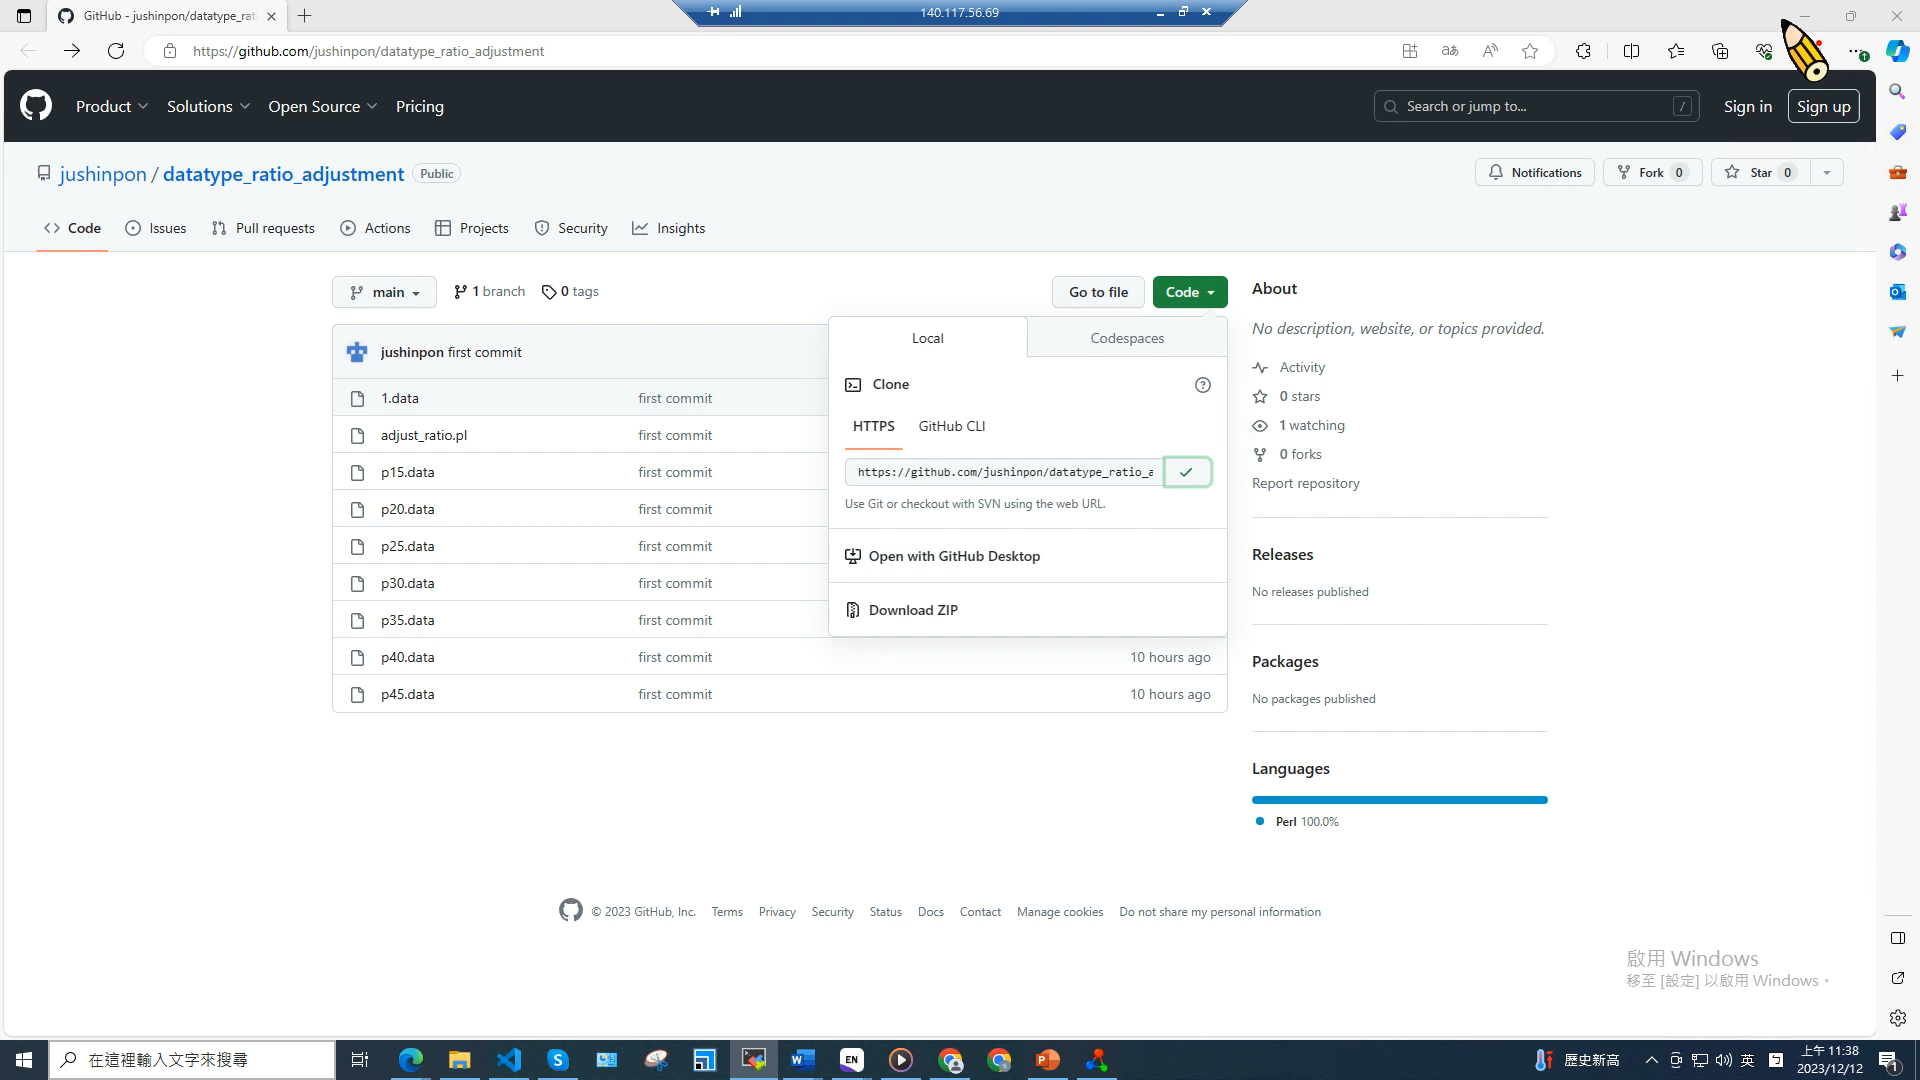 GitHub - jushinpon/datatype_rat
140.117.56.69
https://github.com/jushinpon/datatype_ratio_adjustment
Product
Solutions
Open Source
Pricing
Search or jump to...
/
Sign in
Sign up
jushinpon / datatype_ratio_adjustment
Public
Notifications
Fork 0
Star 0
Code
Issues
Pull requests
Actions
Projects
Security
Insights
main
1 branch
0 tags
Go to file
Code
About
No description, website, or topics provided.
Activity
0 stars
1 watching
0 forks
Report repository
Releases
No releases published
Packages
No packages published
Languages
Perl 100.0%
Local
Codespaces
Clone
HTTPS
GitHub CLI
https://github.com/jushinpon/datatype_ratio_a
Use Git or checkout with SVN using the web URL.
Open with GitHub Desktop
Download ZIP
jushinpon first commit
1.data first commit
adjust_ratio.pl first commit
p15.data first commit
p20.data first commit
p25.data first commit
p30.data first commit
p35.data first commit
p40.data first commit 10 hours ago
p45.data first commit 10 hours ago
© 2023 GitHub, Inc.
Terms
Privacy
Security
Status
Docs
Contact
Manage cookies
Do not share my personal information
啟用 Windows
移至 [設定] 以啟用 Windows。
在這裡輸入文字來搜尋
EN
歷史新高
英
上午 11:38
2023/12/12
1